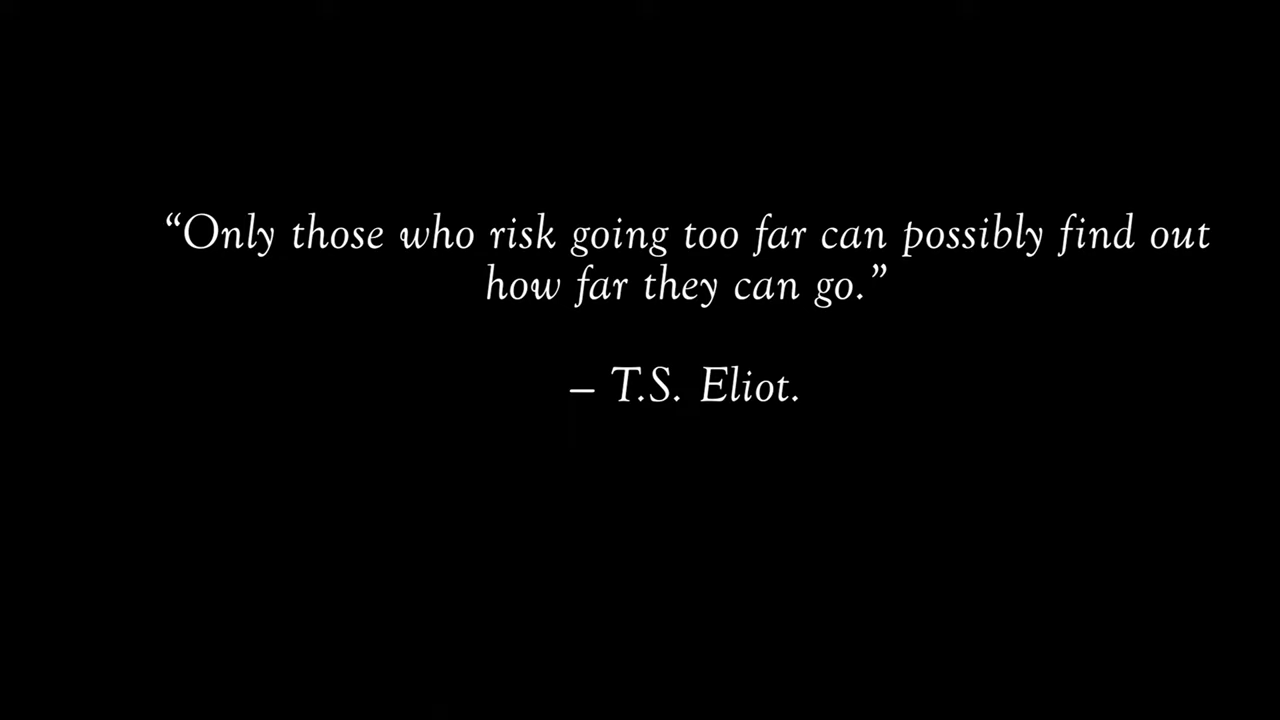 “Only those who risk going too far can possibly find out
how far they can go.”
– T.S. Eliot.